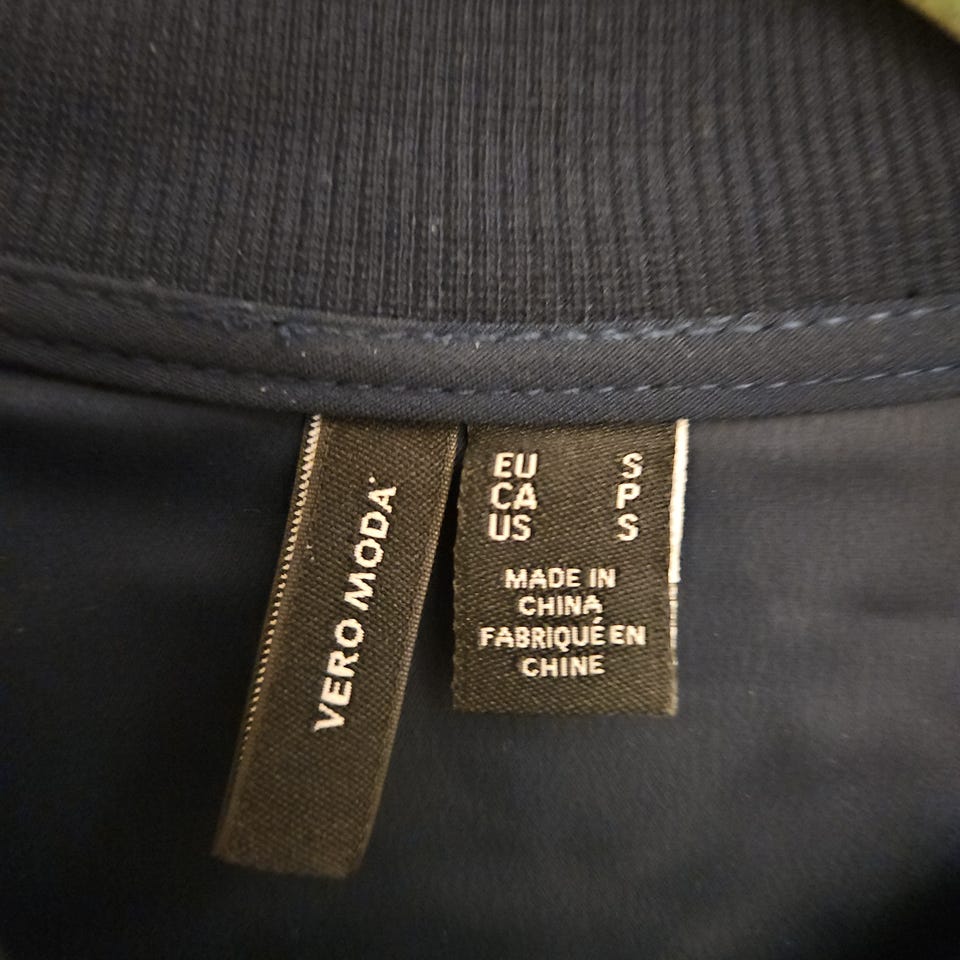 VERO MODA
EU S
CA P
US S
MADE IN
CHINA
FABRIQUÉ EN
CHINE